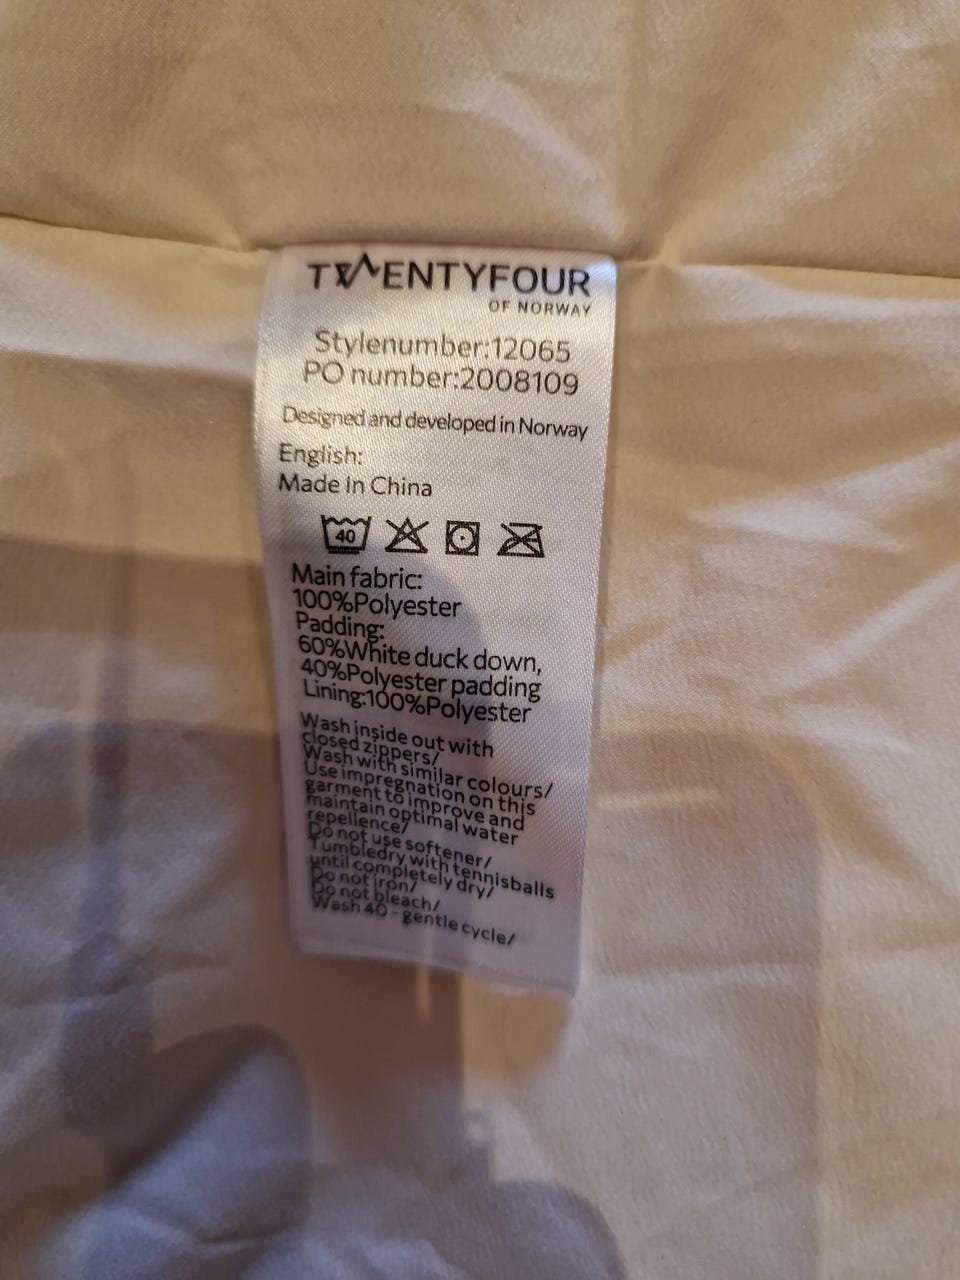 TWENTYFOUR
OF NORWAY
Stylenumber:12065
PO number:2008109
Designed and developed in Norway
English:
Made In China
40
Main fabric:
100%Polyester
Padding:
60%White duck down,
40%Polyester padding
Lining:100%Polyester
Wash inside out with
closed zippers/
Wash with similar colours/
Use impregnation on this
garment to improve and
maintain optimal water
repellence/
Do not use softener/
Tumbledry with tennisballs
until completely dry/
Do not iron/
Do not bleach/
Wash 40 - gentle cycle/